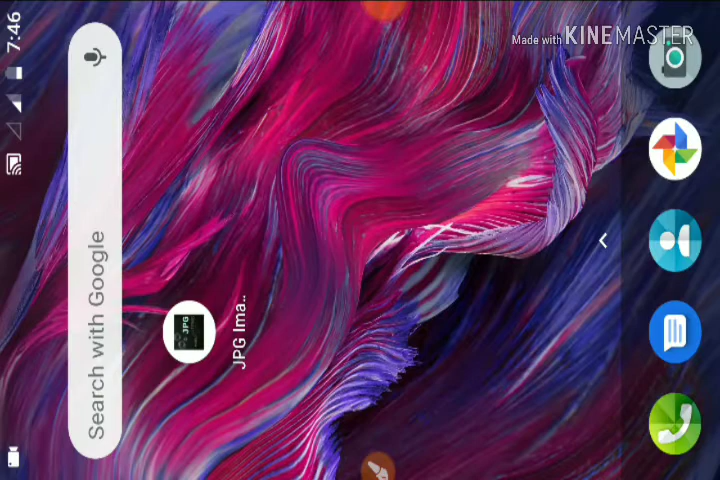 Made with KINEMASTER
7:46
Search with Google
JPG
JPG Ima..